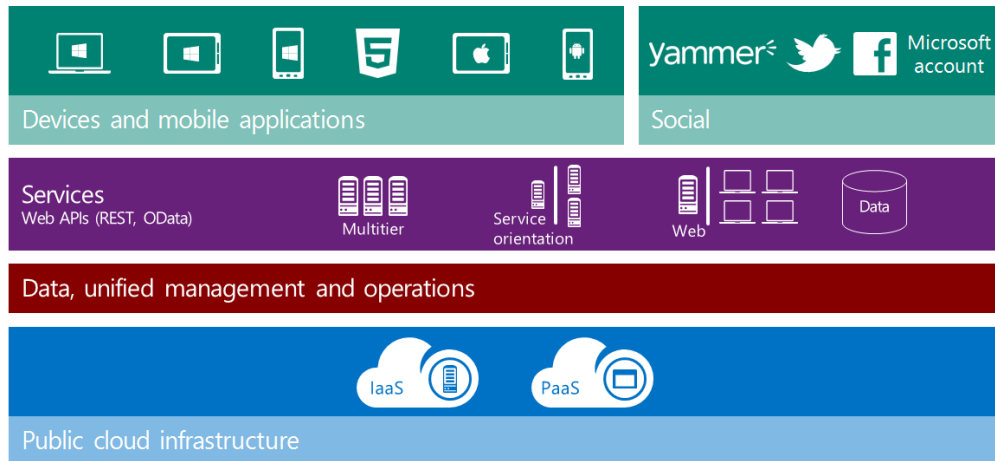 yammer
Microsoft
account
Devices and mobile applications
Social
Services
Web APIs (REST, OData)
Multitier
Service
orientation
Web
Data
Data, unified management and operations
IaaS
PaaS
Public cloud infrastructure